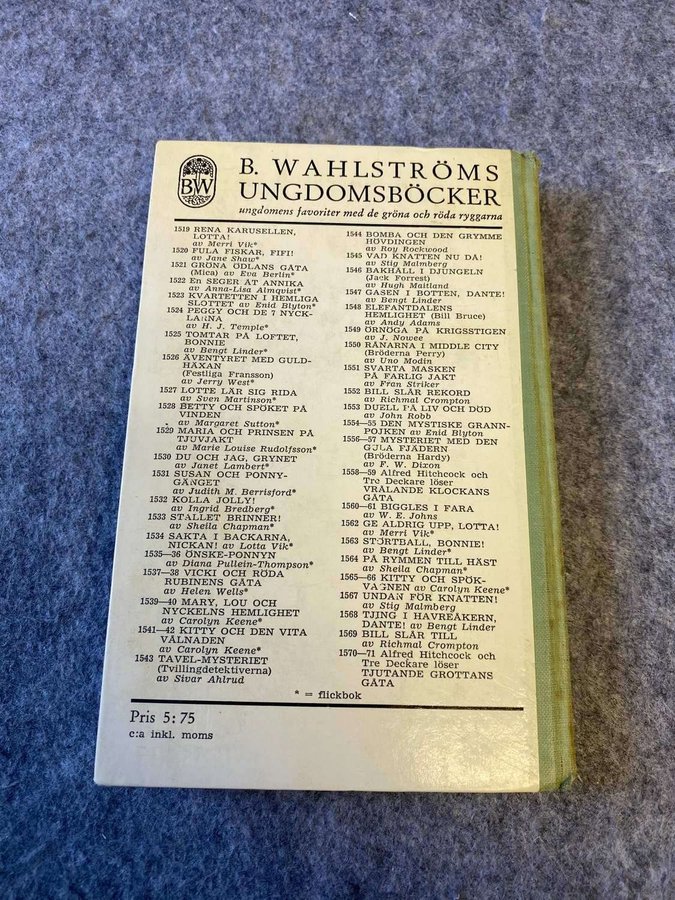 BW
B. WAHLSTRÖMS
UNGDOMSBÖCKER
ungdomens favoriter med de gröna och röda ryggarna
1519 RENA KARUSELLEN,
LOTTA!
av Merri Vik*
1520 FULA FISKAR, FIFI!
av Jane Shaw*
1521 GRÖNA ÖDLANS GÅTA
(Mica) av Eva Berlin*
1522 En SEGER ÅT ANNIKA
av Anna-Lisa Almqvist*
1523 KVARTETTEN I HEMLIGA
SLOTTET av Enid Blyton*
1524 PEGGY OCH DE 7 NYCK-
LARNA
av H. J. Temple*
1525 TOMTAR PÅ LOFTET,
BONNIE
av Bengt Linder*
1526 ÄVENTYRET MED GULD-
HÄXAN
(Festliga Fransson)
av Jerry West*
1527 LOTTE LÄR SIG RIDA
av Sven Martinson*
1528 BETTY OCH SPÖKET PÅ
VINDEN
av Margaret Sutton*
1529 MARIA OCH PRINSEN PÅ
TJUVJAKT
av Marie Louise Rudolfsson*
1530 DU OCH JAG, GRYNET
av Janet Lambert*
1531 SUSAN OCH PONNY-
GÄNGET
av Judith M. Berrisford*
1532 KOLLA JOLLY!
av Ingrid Bredberg*
1533 STALLET BRINNER!
av Sheila Chapman*
1534 SAKTA I BACKARNA,
NICKAN! av Lotta Vik*
1535—36 ÖNSKE-PONNYN
av Diana Pullein-Thompson*
1537—38 VICKI OCH RÖDA
RUBINENS GÅTA
av Helen Wells*
1539—40 MARY, LOU OCH
NYCKELNS HEMLIGHET
av Carolyn Keene*
1541—42 KITTY OCH DEN VITA
VÅLNADEN
av Carolyn Keene*
1543 TAVEL-MYSTERIET
(Tvillingdetektiverna)
av Sivar Ahlrud
1544 BOMBA OCH DEN GRYMME
HÖVDINGEN
av Roy Rockwood
1545 VAD KNATTEN NU DÅ!
av Stig Malmberg
1546 BAKHÅLL I DJUNGELN
(Jack Forrest)
av Hugh Maitland
1547 GASEN I BOTTEN, DANTE!
av Bengt Linder
1548 ELEFANTDALENS
HEMLIGHET (Bill Bruce)
av Andy Adams
1549 ÖRNÖGA PÅ KRIGSSTIGEN
av J. Nowee
1550 RÅNARNA I MIDDLE CITY
(Bröderna Perry)
av Uno Modin
1551 SVARTA MASKEN
PÅ FARLIG JAKT
av Fran Striker
1552 BILL SLÅR REKORD
av Richmal Crompton
1553 DUELL PÅ LIV OCH DÖD
av John Robb
1554—55 DEN MYSTISKE GRANN-
POJKEN av Enid Blyton
1556—57 MYSTERIET MED DEN
GULA FJÄDERN
(Bröderna Hardy)
av F. W. Dixon
1558—59 Alfred Hitchcock och
Tre Deckare löser
VRÅLANDE KLOCKANS
GÅTA
1560—61 BIGGLES I FARA
av W. E. Johns
1562 GE ALDRIG UPP, LOTTA!
av Merri Vik*
1563 STÖRTBALL, BONNIE!
av Bengt Linder*
1564 PÅ RYMMEN TILL HÄST
av Sheila Chapman*
1565—66 KITTY OCH SPÖK-
VAGNEN av Carolyn Keene*
1567 UNDAN FÖR KNATTEN!
av Stig Malmberg
1568 TJING I HAVREÅKERN,
DANTE! av Bengt Linder
1569 BILL SLÅR TILL
av Richmal Crompton
1570—71 Alfred Hitchcock och
Tre Deckare löser
TJUTANDE GROTTANS
GÅTA
* = flickbok
Pris 5:75
c:a inkl. moms